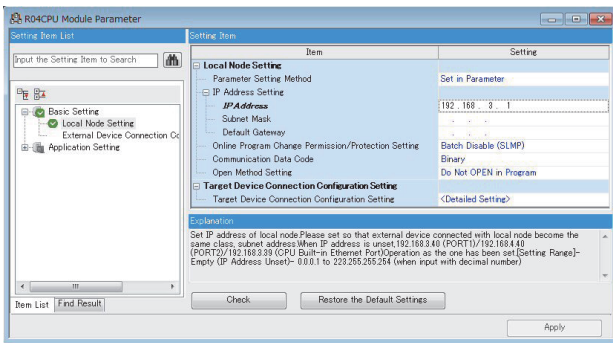 R04CPU Module Parameter
Setting Item List
Input the Setting Item to Search
Basic Setting
Local Node Setting
External Device Connection Co
Application Setting
Item List
Find Result
Setting Item
Item
Setting
Local Node Setting
Parameter Setting Method
Set in Parameter
IP Address Setting
IP Address
192 . 168 . 3 . 1
Subnet Mask
. . .
Default Gateway
. . .
Online Program Change Permission/Protection Setting
Batch Disable (SLMP)
Communication Data Code
Binary
Open Method Setting
Do Not OPEN in Program
Target Device Connection Configuration Setting
Target Device Connection Configuration Setting
<Detailed Setting>
Explanation
Set IP address of local node.Please set so that external device connected with local node become the
same class, subnet address.When IP address is unset,192.168.3.40 (PORT1)/192.168.4.40
(PORT2)/192.168.3.39 (CPU Built-in Ethernet Port)Operation as the one has been set.[Setting Range]-
Empty (IP Address Unset)- 0.0.0.1 to 223.255.255.254 (when input with decimal number)
Check
Restore the Default Settings
Apply